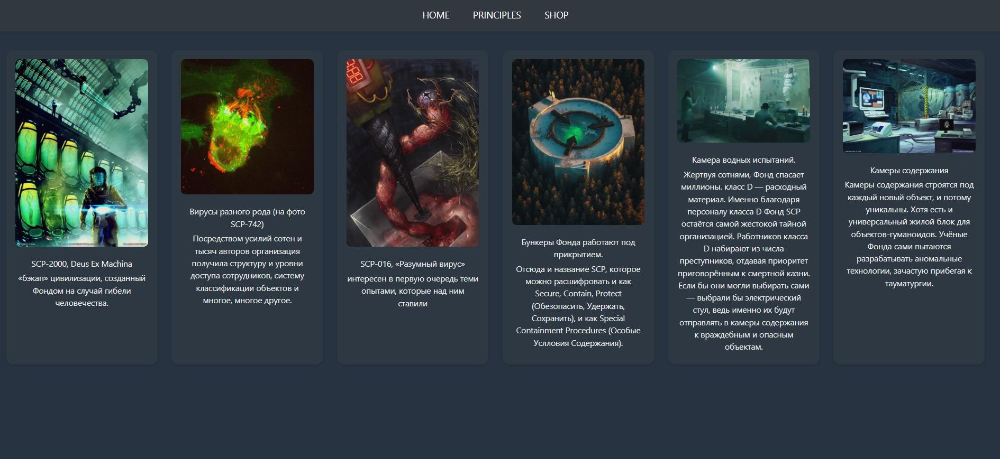 HOME PRINCIPLES SHOP
SCP-2000, Deus Ex Machina
«бэкап» цивилизации, созданный
Фондом на случай гибели
человечества.
Вирусы разного рода (на фото
SCP-742)
Посредством усилий сотен и
тысяч авторов организация
получила структуру и уровни
доступа сотрудников, систему
классификации объектов и
многое, многое другое.
SCP-016, «Разумный вирус»
интересен в первую очередь теми
опытами, которые над ним
ставили
Бункеры Фонда работают под
прикрытием.
Отсюда и название SCP, которое
можно расшифровать и как
Secure, Contain, Protect
(Обезопасить, Удержать,
Сохранить), и как Special
Containment Procedures (Особые
Услловия Содержания).
Камера водных испытаний.
Жертвуя сотнями, Фонд спасает
миллионы. класс D — расходный
материал. Именно благодаря
персоналу класса D Фонд SCP
остаётся самой жестокой тайной
организацией. Работников класса
D набирают из числа
преступников, отдавая приоритет
приговорённым к смертной казни.
Если бы они могли выбирать сами
— выбрали бы электрический
стул, ведь именно их будут
отправлять в камеры содержания
к враждебным и опасным
объектам.
Камеры содержания
Камеры содержания строятся под
каждый новый объект, и потому
уникальны. Хотя есть и
универсальный жилой блок для
объектов-гуманоидов. Учёные
Фонда сами пытаются
разрабатывать аномальные
технологии, зачастую прибегая к
тауматургии.